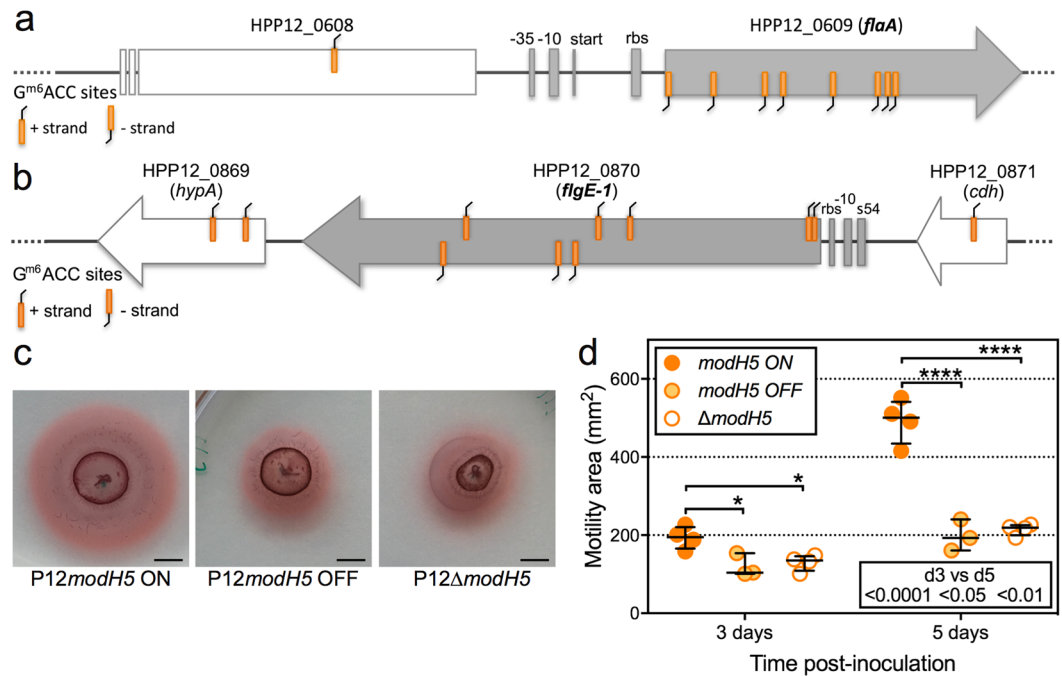 a
HPP12_0608
-35 -10 start
rbs
HPP12_0609 (flaA)
Gm6ACC sites
+ strand
- strand
b
HPP12_0869
(hypA)
HPP12_0870
(flgE-1)
HPP12_0871
(cdh)
rbs -10 s54
Gm6ACC sites
+ strand
- strand
c
P12modH5 ON
P12modH5 OFF
P12ΔmodH5
d
modH5 ON
modH5 OFF
ΔmodH5
Motility area (mm2)
600
400
200
0
*
*
****
****
d3 vs d5
<0.0001 <0.05 <0.01
3 days
5 days
Time post-inoculation